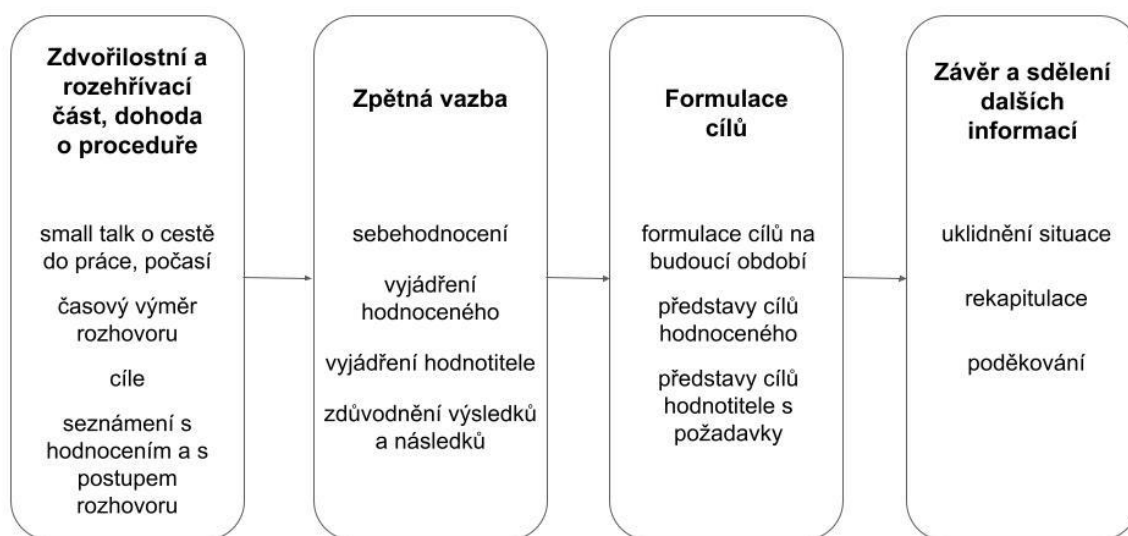 Zdvořilostní a
rozehřívací
část, dohoda
o proceduře
small talk o cestě
do práce, počasí
časový výměr
rozhovoru
cíle
seznámení s
hodnocením a s
postupem
rozhovoru
Zpětná vazba
sebehodnocení
vyjádření
hodnoceného
vyjádření hodnotitele
zdůvodnění výsledků
a následků
Formulace
cílů
formulace cílů na
budoucí období
představy cílů
hodnoceného
představy cílů
hodnotitele s
požadavky
Závěr a sdělení
dalších
informací
uklidnění situace
rekapitulace
poděkování